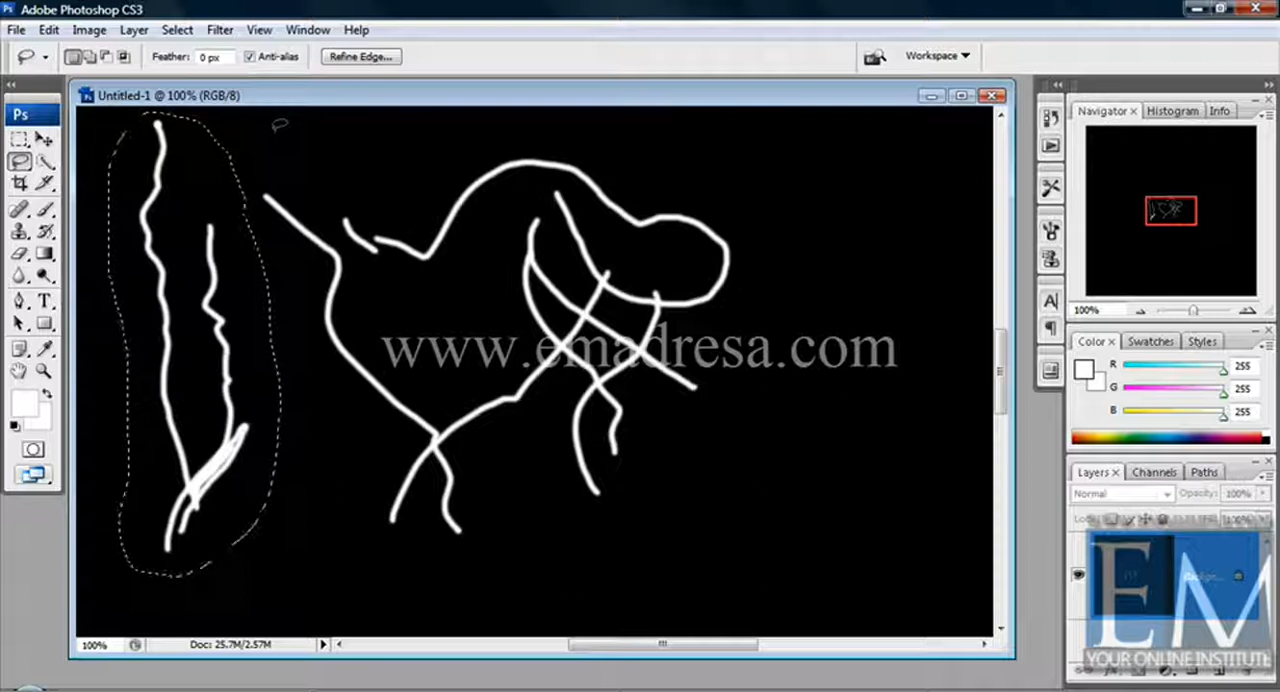 Adobe Photoshop CS3
File Edit Image Layer Select Filter View Window Help
Feather: 0 px Anti-alias Refine Edge... Workspace
Untitled-1 @ 100% (RGB/8)
Ps
Navigator Histogram Info
100%
www.emadresa.com
Color Swatches Styles
R 255
G 255
B 255
Layers Channels Paths
Normal Opacity: 100%
EM
YOUR ONLINE INSTITUTE
100% Doc: 25.7M/2.57M